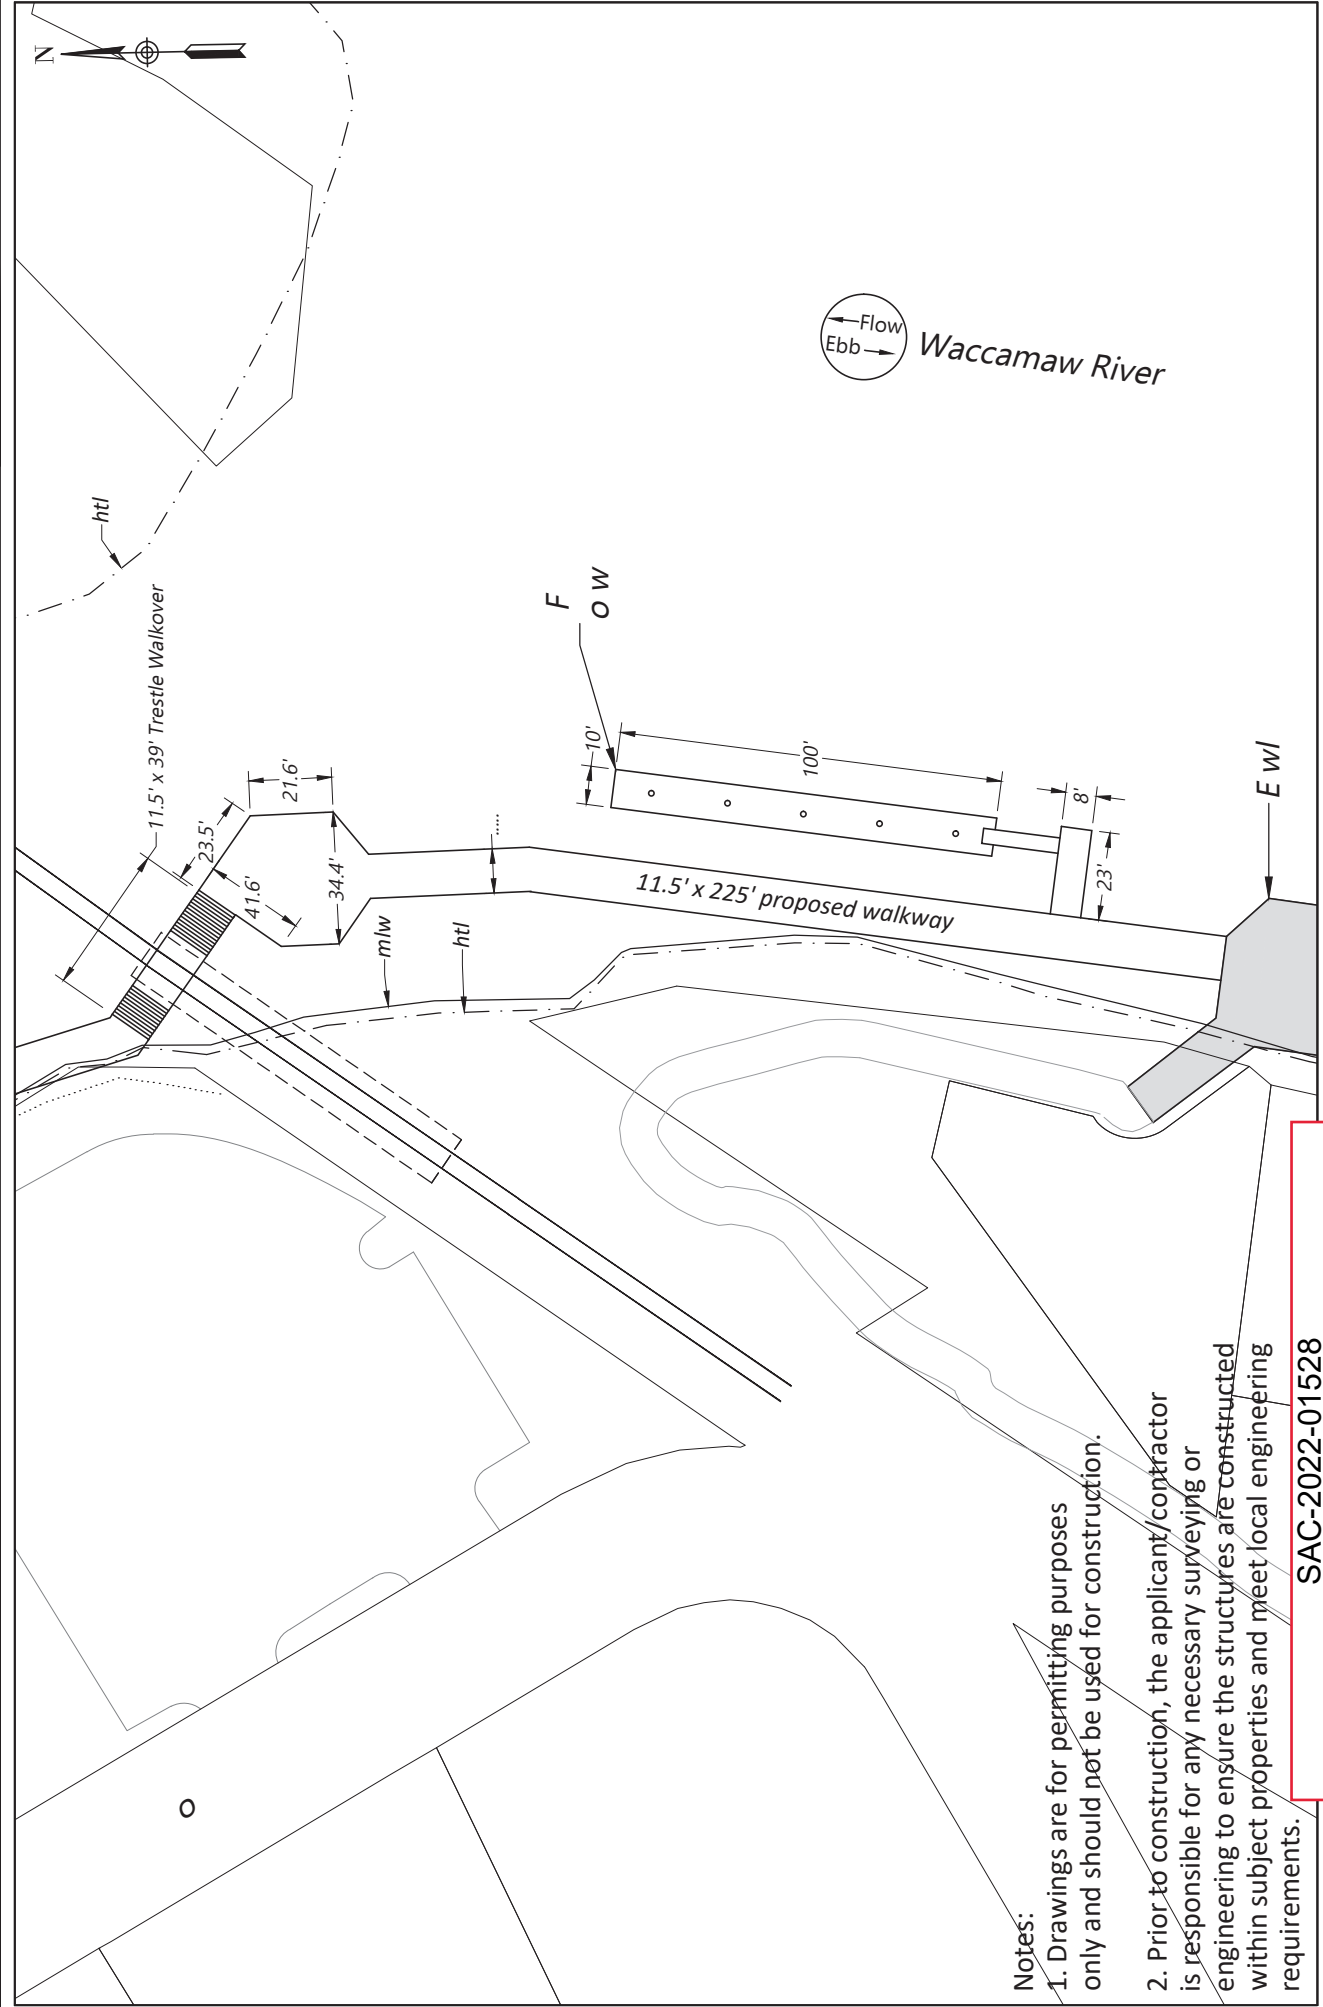 N
htl
11.5' x 39' Trestle Walkover
23.5'
21.6'
41.6'
34.4'
mlw
htl
Flow
Ebb
Waccamaw River
F
o w
10'
100'
8'
23'
11.5' x 225' proposed walkway
E wl
o
Notes:
1. Drawings are for permitting purposes
only and should not be used for construction.
2. Prior to construction, the applicant/contractor
is responsible for any necessary surveying or
engineering to ensure the structures are constructed
within subject properties and meet local engineering
requirements.
SAC-2022-01528